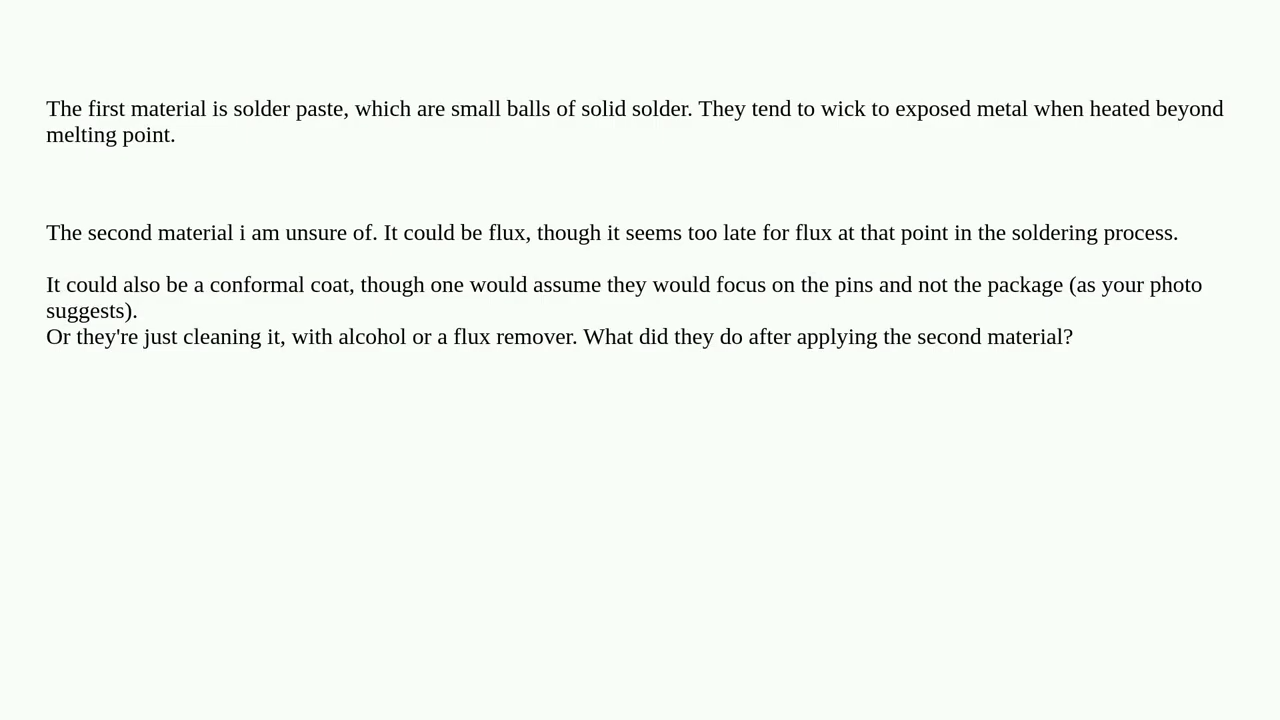 The first material is solder paste, which are small balls of solid solder. They tend to wick to exposed metal when heated beyond
melting point.
The second material i am unsure of. It could be flux, though it seems too late for flux at that point in the soldering process.
It could also be a conformal coat, though one would assume they would focus on the pins and not the package (as your photo
suggests).
Or they're just cleaning it, with alcohol or a flux remover. What did they do after applying the second material?